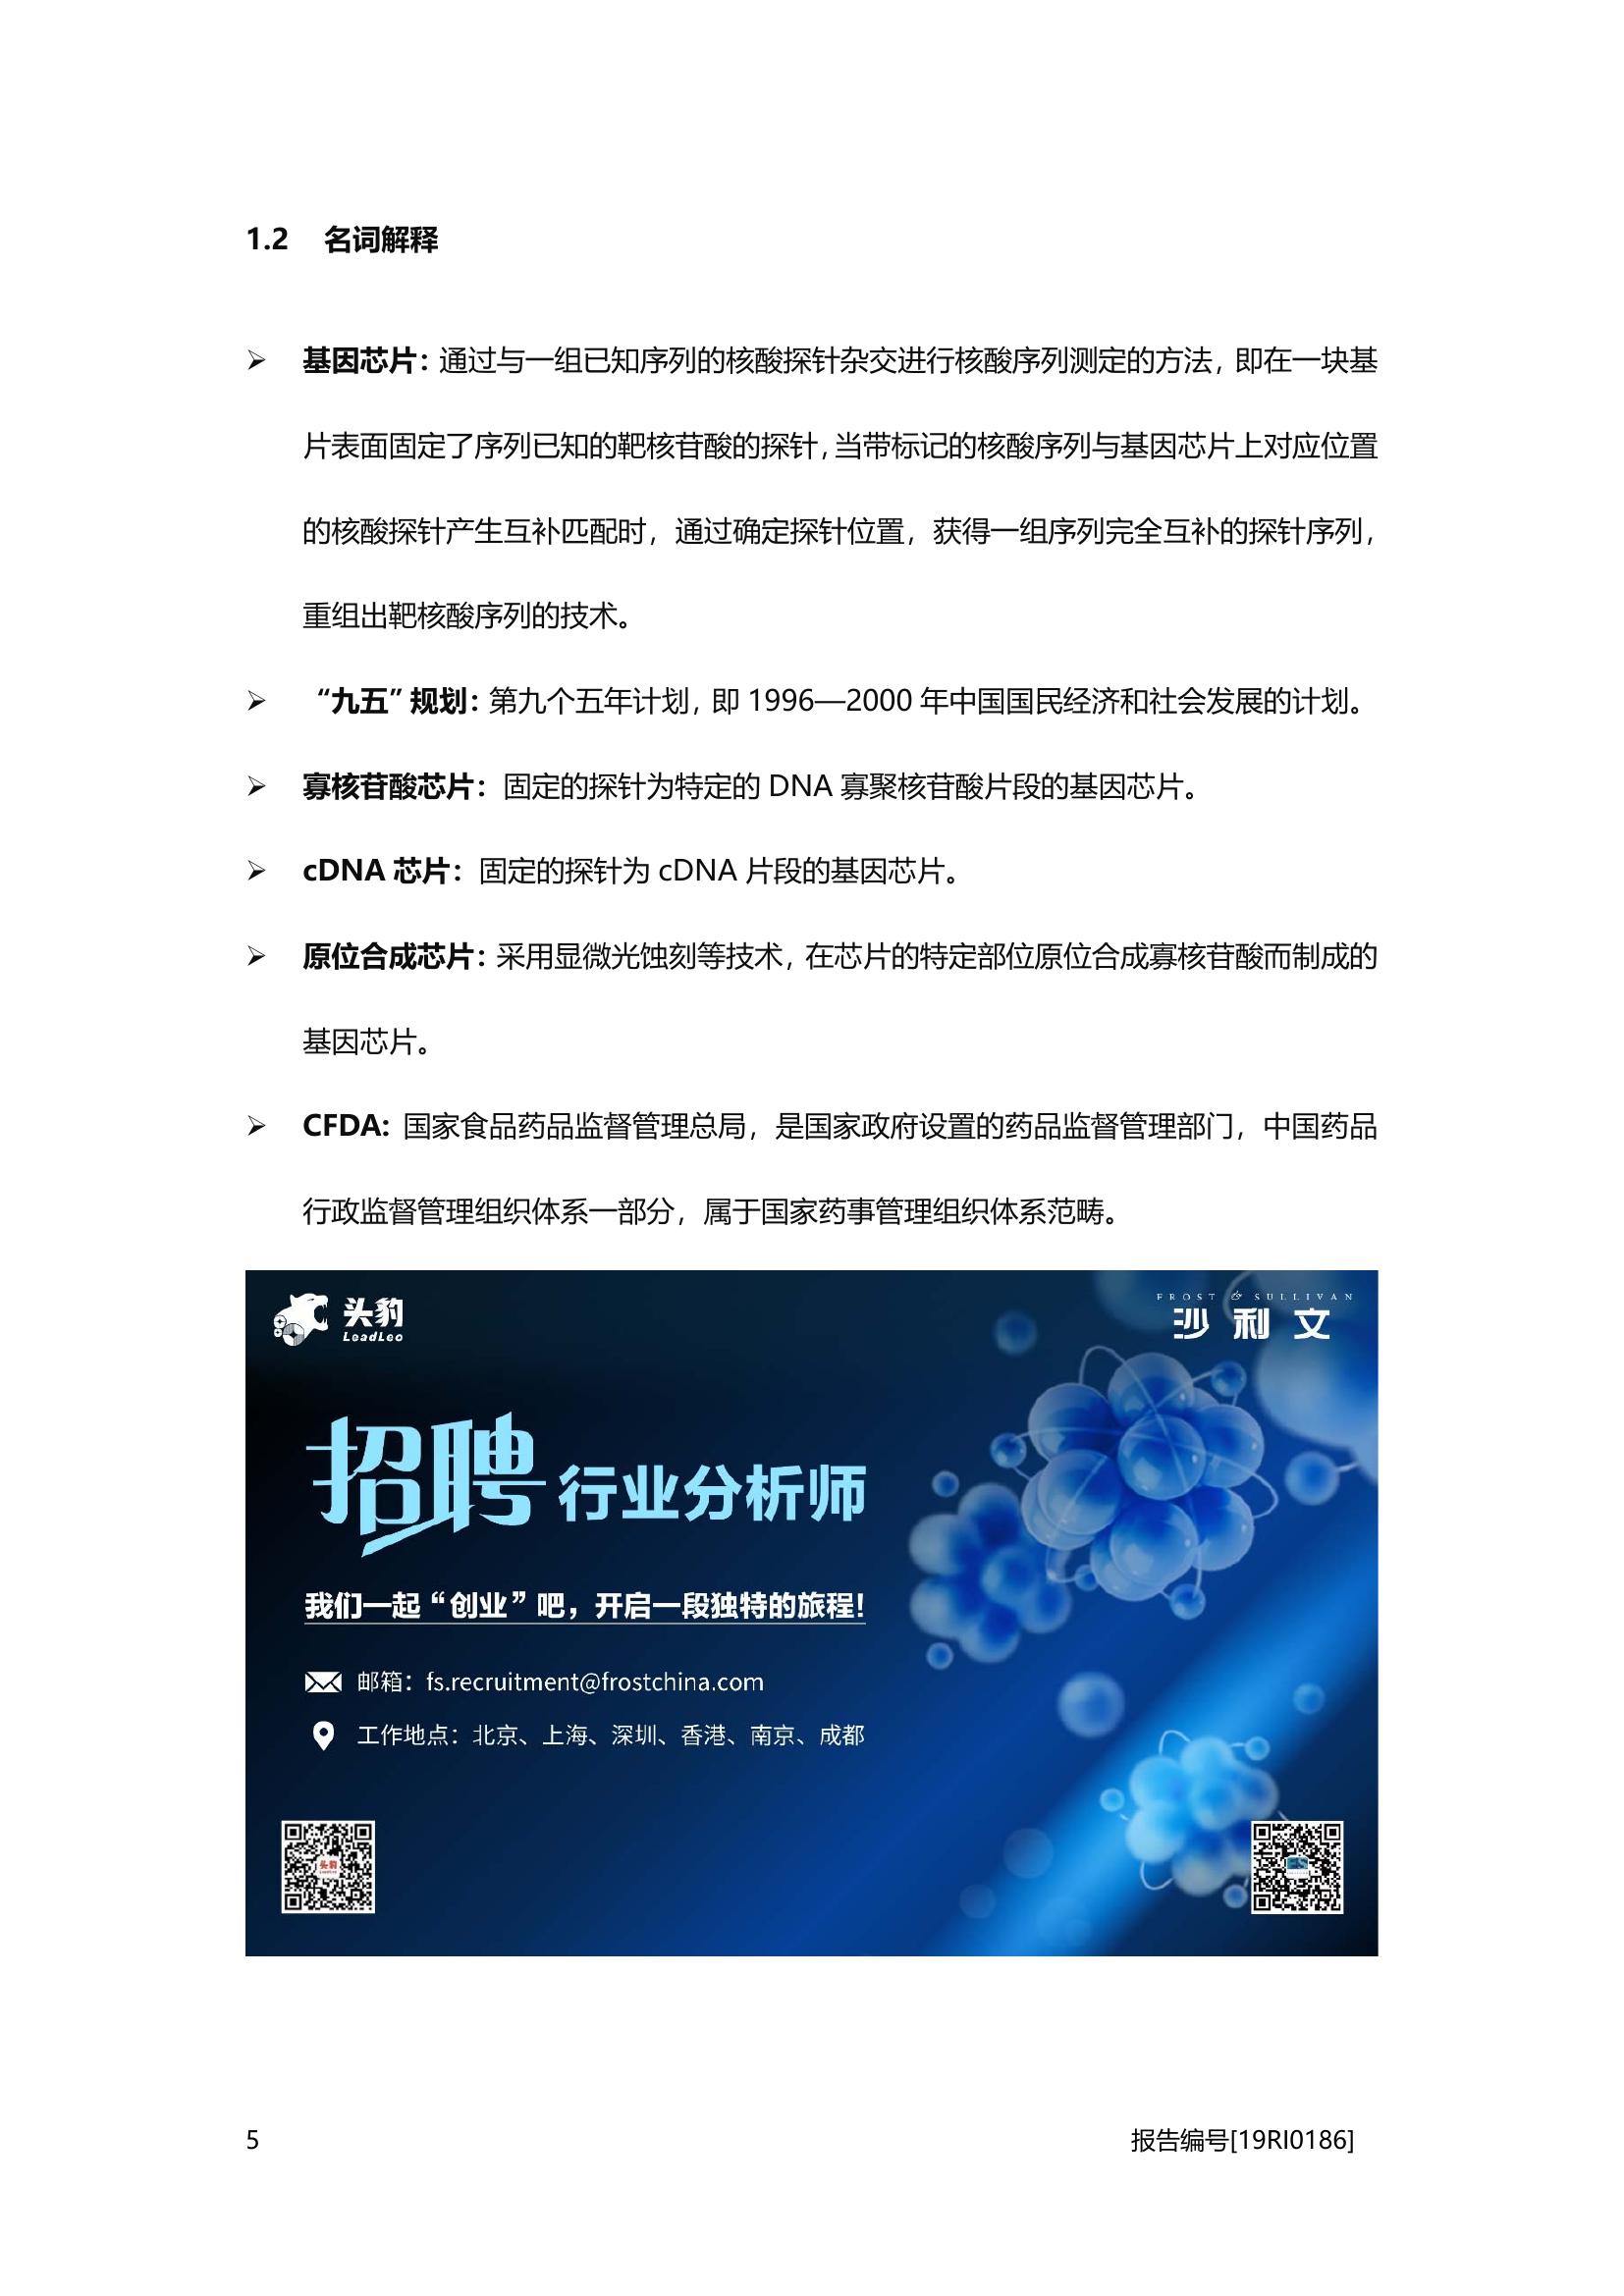 1.2 名词解释
➢ 基因芯片：通过与一组已知序列的核酸探针杂交进行核酸序列测定的方法，即在一块基
片表面固定了序列已知的靶核苷酸的探针，当带标记的核酸序列与基因芯片上对应位置
的核酸探针产生互补匹配时，通过确定探针位置，获得一组序列完全互补的探针序列，
重组出靶核酸序列的技术。
➢ “九五”规划：第九个五年计划，即 1996—2000 年中国国民经济和社会发展的计划。
➢ 寡核苷酸芯片：固定的探针为特定的 DNA 寡聚核苷酸片段的基因芯片。
➢ cDNA 芯片：固定的探针为 cDNA 片段的基因芯片。
➢ 原位合成芯片：采用显微光蚀刻等技术，在芯片的特定部位原位合成寡核苷酸而制成的
基因芯片。
➢ CFDA：国家食品药品监督管理总局，是国家政府设置的药品监督管理部门，中国药品
行政监督管理组织体系一部分，属于国家药事管理组织体系范畴。
头豹
LeadLeo
FROST & SULLIVAN
沙利文
招聘 行业分析师
我们一起“创业”吧，开启一段独特的旅程！
邮箱：fs.recruitment@frostchina.com
工作地点：北京、上海、深圳、香港、南京、成都
头豹
5
报告编号[19RI0186]